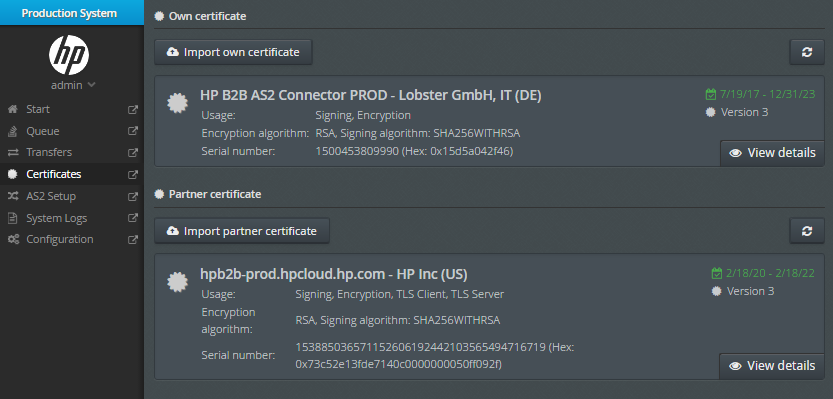 Production System
hp
admin
Start
Queue
Transfers
Certificates
AS2 Setup
System Logs
Configuration
Own certificate
Import own certificate
HP B2B AS2 Connector PROD - Lobster GmbH, IT (DE)
7/19/17 - 12/31/23
Usage: Signing, Encryption
Version 3
Encryption algorithm: RSA, Signing algorithm: SHA256WITHRSA
Serial number: 1500453809990 (Hex: 0x15d5a042f46)
View details
Partner certificate
Import partner certificate
hpb2b-prod.hpcloud.hp.com - HP Inc (US)
2/18/20 - 2/18/22
Usage: Signing, Encryption, TLS Client, TLS Server
Version 3
Encryption
algorithm: RSA, Signing algorithm: SHA256WITHRSA
Serial number: 153885036571152606192442103565494716719 (Hex:
0x73c52e13fde7140c0000000050ff092f)
View details